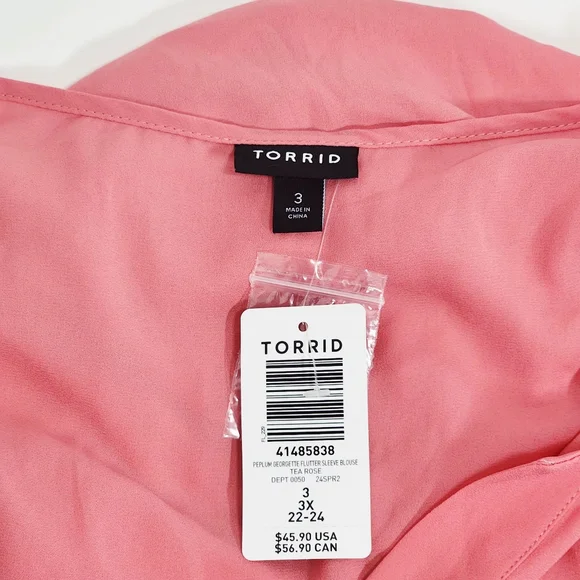 TORRID
3
MADE IN
CHINA
TORRID
FL_225
41485838
PEPLUM GEORGETTE FLUTTER SLEEVE BLOUSE
TEA ROSE
DEPT 0050 24SPR2
3
3X
22-24
$45.90 USA
$56.90 CAN